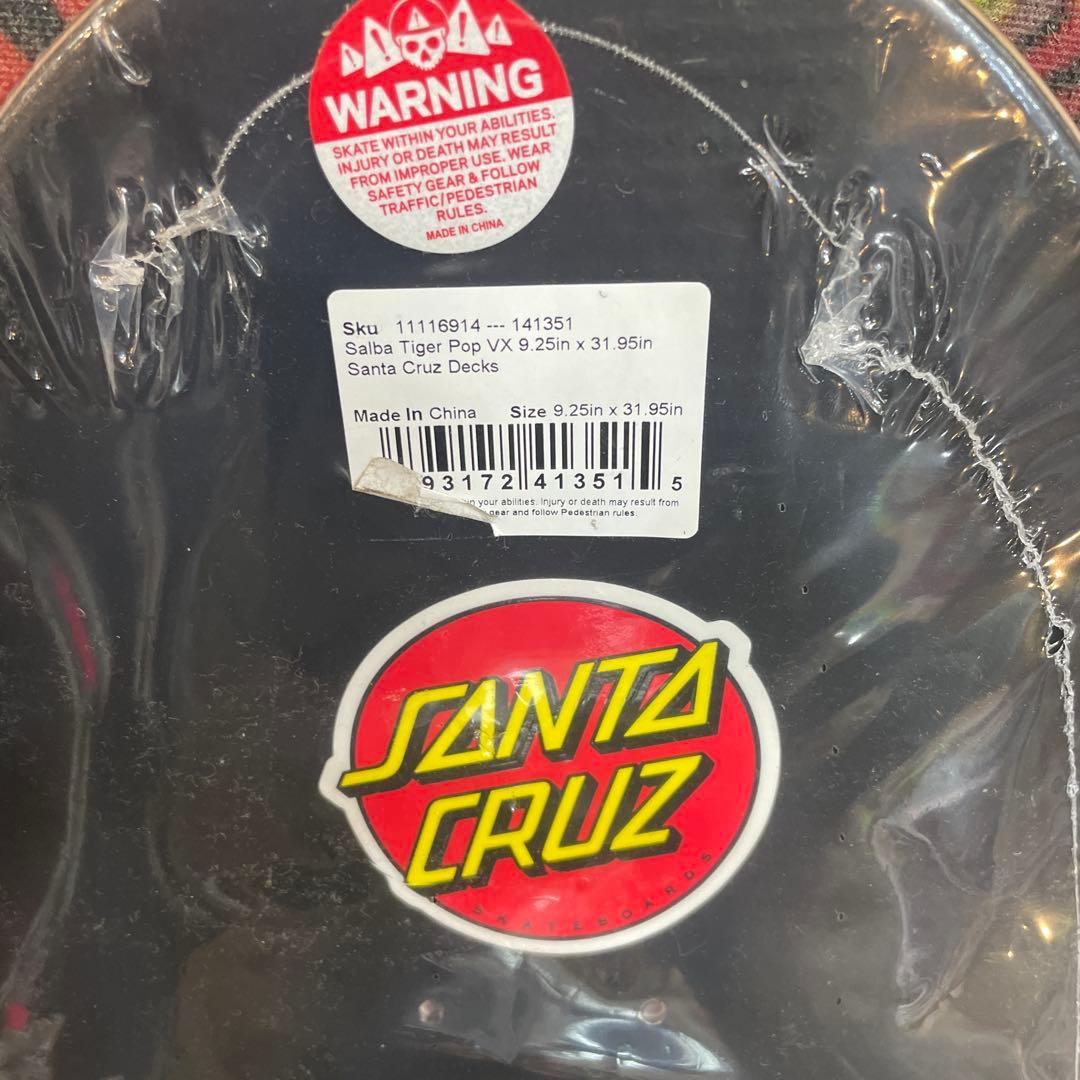 WARNING
SKATE WITHIN YOUR ABILITIES.
INJURY OR DEATH MAY RESULT
FROM IMPROPER USE. WEAR
SAFETY GEAR & FOLLOW
TRAFFIC/PEDESTRIAN
RULES.
MADE IN CHINA
Sku 11116914 --- 141351
Salba Tiger Pop VX 9.25in x 31.95in
Santa Cruz Decks
Made In China Size 9.25in x 31.95in
93172 41351 5
your abilities. Injury or death may result from
gear and follow Pedestrian rules.
SANTA
CRUZ
SKATEBOARDS